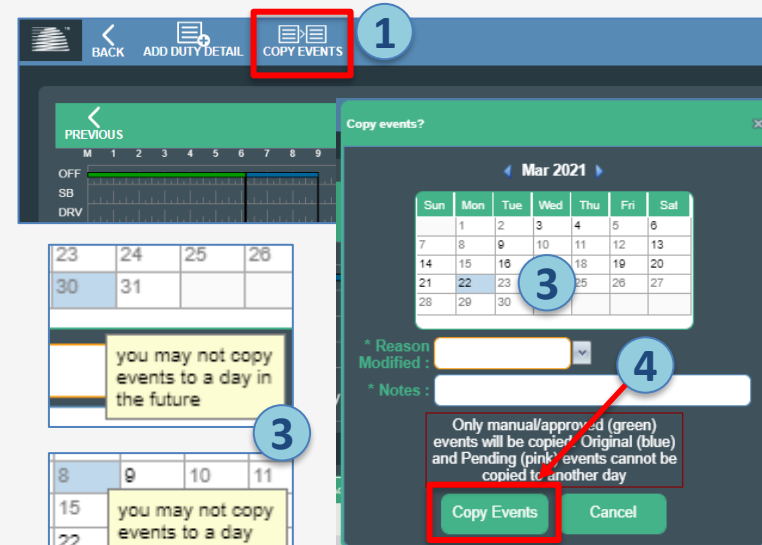 BACK
ADD DUTY DETAIL
COPY EVENTS
1
PREVIOUS
M 1 2 3 4 5 6 7 8 9
OFF
SB
DRV
23 24 25 26
30 31
you may not copy
events to a day in
the future
3
8 9 10 11
15
22
you may not copy
events to a day
Copy events?
Mar 2021
Sun Mon Tue Wed Thu Fri Sat
1 2 3 4 5 6
7 8 9 10 11 12 13
14 15 16 18 19 20
21 22 23 25 26 27
28 29 30
3
* Reason
Modified :
* Notes :
4
Only manual/approved (green)
events will be copied. Original (blue)
and Pending (pink) events cannot be
copied to another day
Copy Events
Cancel